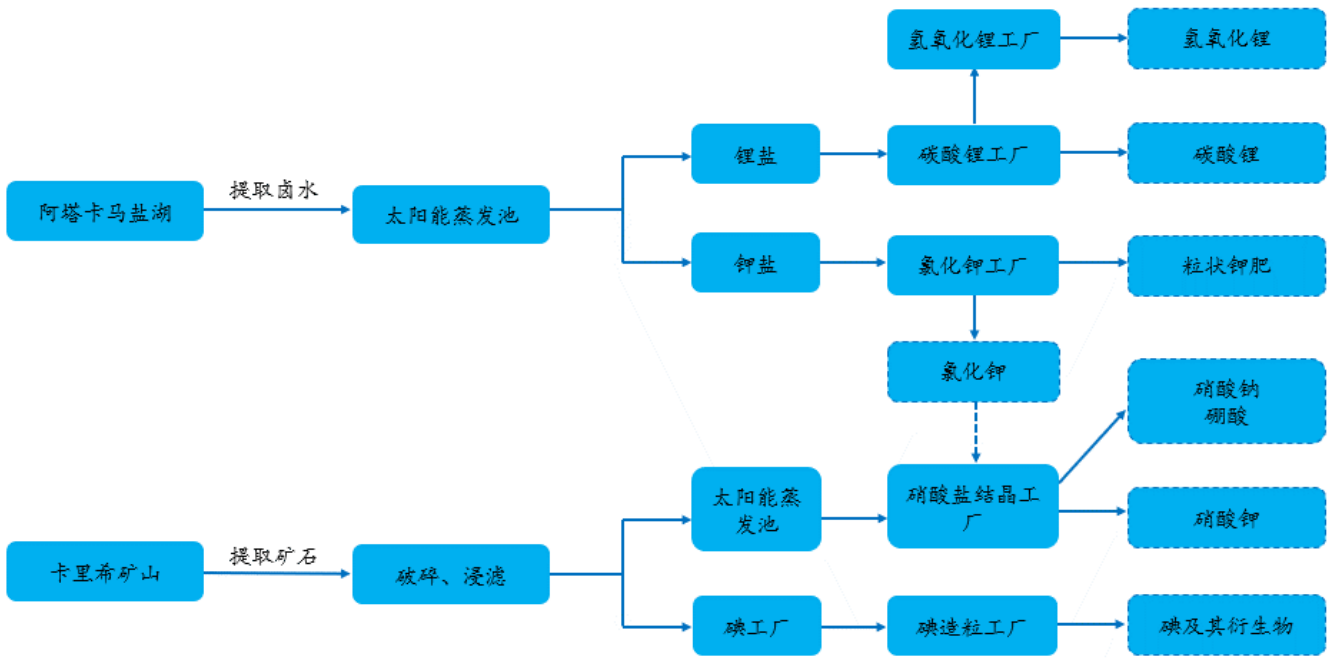 氢氧化锂工厂
氢氧化锂
锂盐
碳酸锂工厂
碳酸锂
阿塔卡马盐湖
提取卤水
太阳能蒸发池
钾盐
氯化钾工厂
粒状钾肥
氯化钾
硝酸钠
硼酸
太阳能蒸
发池
硝酸盐结晶工
厂
硝酸钾
卡里希矿山
提取矿石
破碎、浸滤
碘工厂
碘造粒工厂
碘及其衍生物